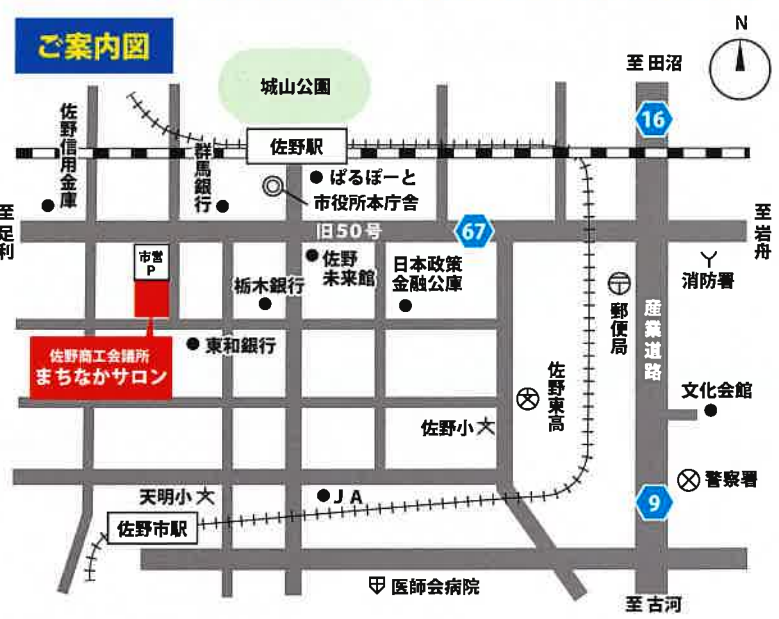 ご案内図
N
至田沼
城山公園
16
佐野信用金庫
群馬銀行
佐野駅
ぱるぽーと
市役所本庁舎
至足利
旧50号
67
至岩舟
市営
P
佐野
未来館
日本政策
金融公庫
栃木銀行
消防署
郵便局
産業道路
佐野商工会議所
まちなかサロン
東和銀行
佐野東高
文化会館
佐野小
天明小
JA
警察署
9
佐野市駅
医師会病院
至古河